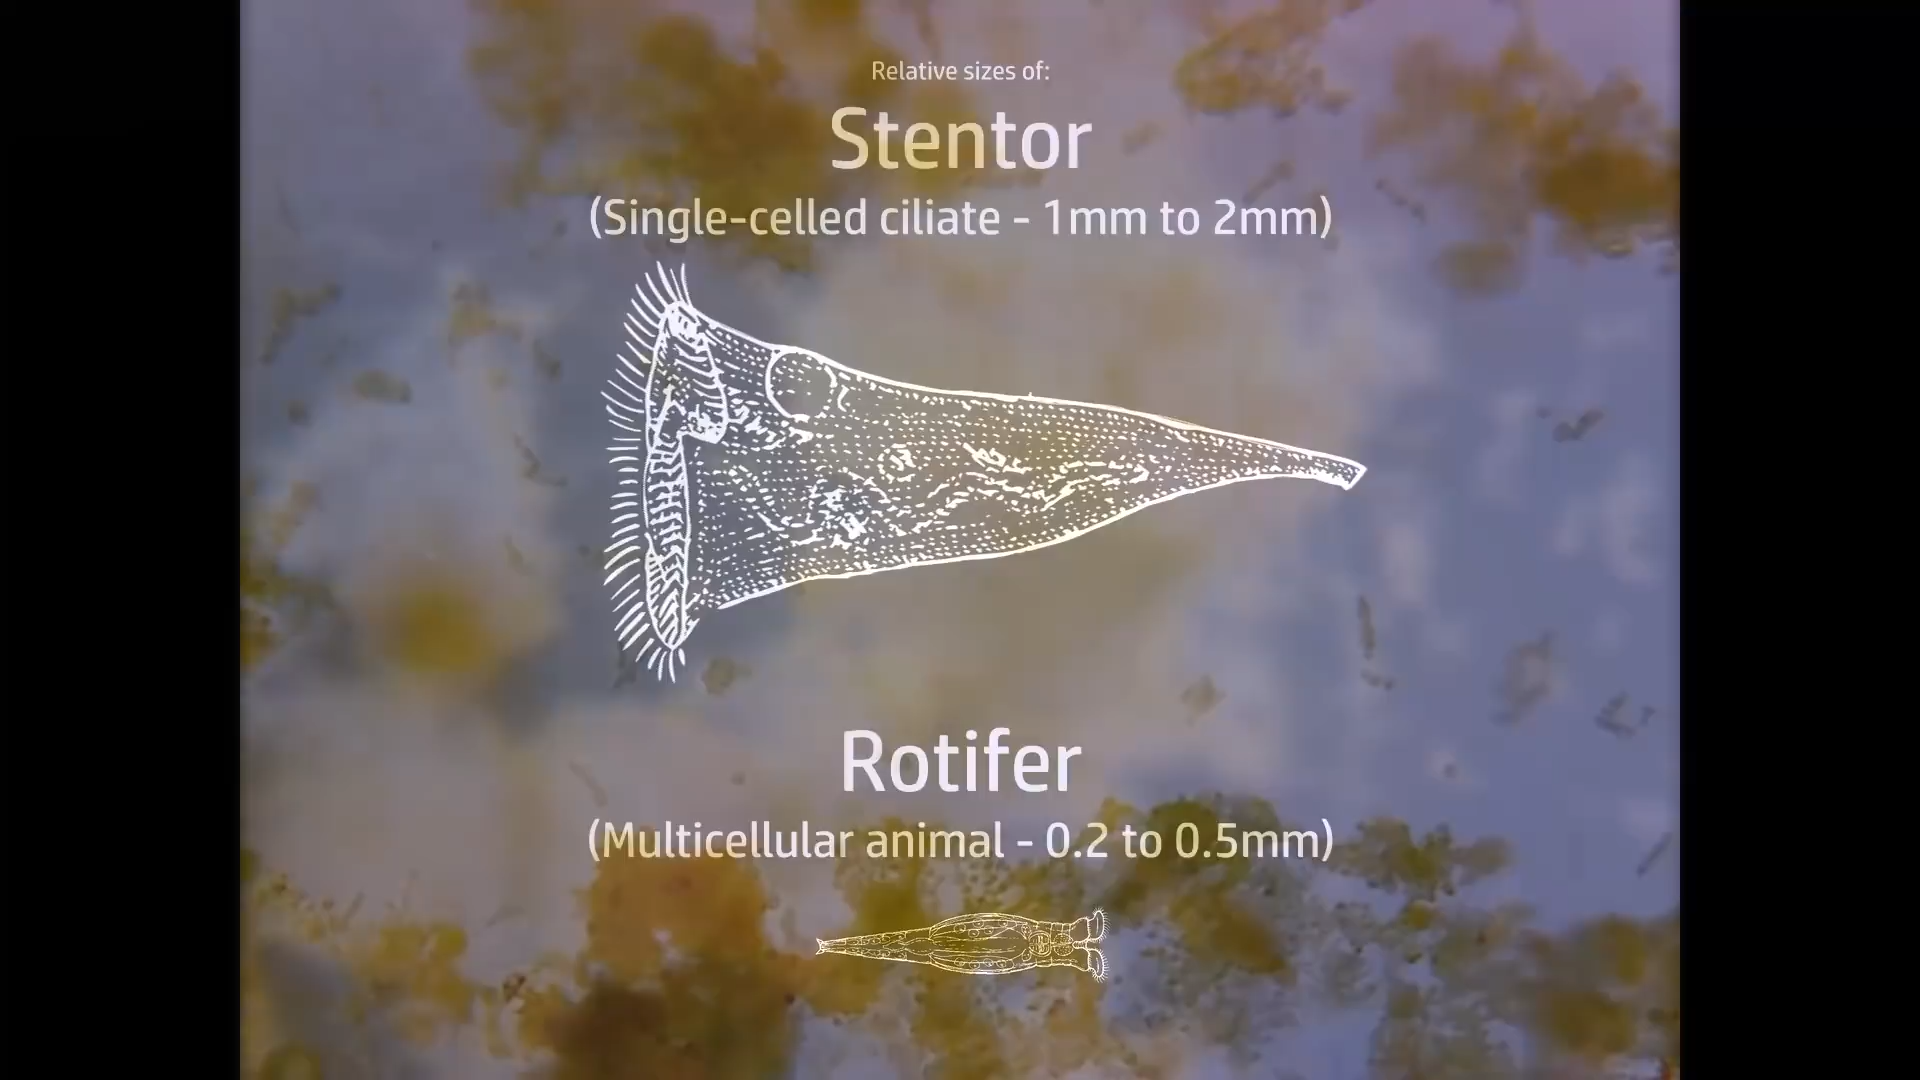 Relative sizes of:
Stentor
(Single-celled ciliate - 1mm to 2mm)
Rotifer
(Multicellular animal - 0.2 to 0.5mm)